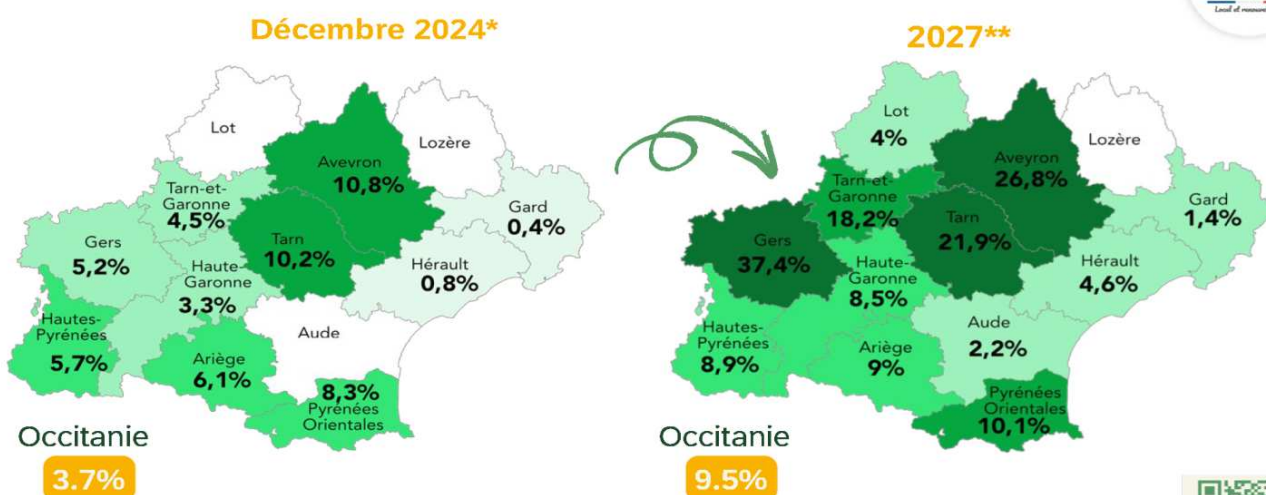 Local et renouv
Décembre 2024*
2027**
Lot
Lozère
Avevron
10,8%
Tarn-et-
Garonne
4,5%
Gard
0,4%
Gers
5,2%
Tarn
10,2%
Haute-
Garonne
3,3%
Hérault
0,8%
Hautes-
Pyrénées
5,7%
Aude
Ariège
6,1%
8,3%
Pyrénées
Orientales
Occitanie
3.7%
Lot
4%
Lozère
Aveyron
26,8%
Tarn-et-
Garonne
18,2%
Gard
1,4%
Gers
37,4%
Tarn
21,9%
Haute-
Garonne
8,5%
Hérault
4,6%
Hautes-
Pyrénées
8,9%
Aude
2,2%
Ariège
9%
Pyrénées
Orientales
10,1%
Occitanie
9.5%